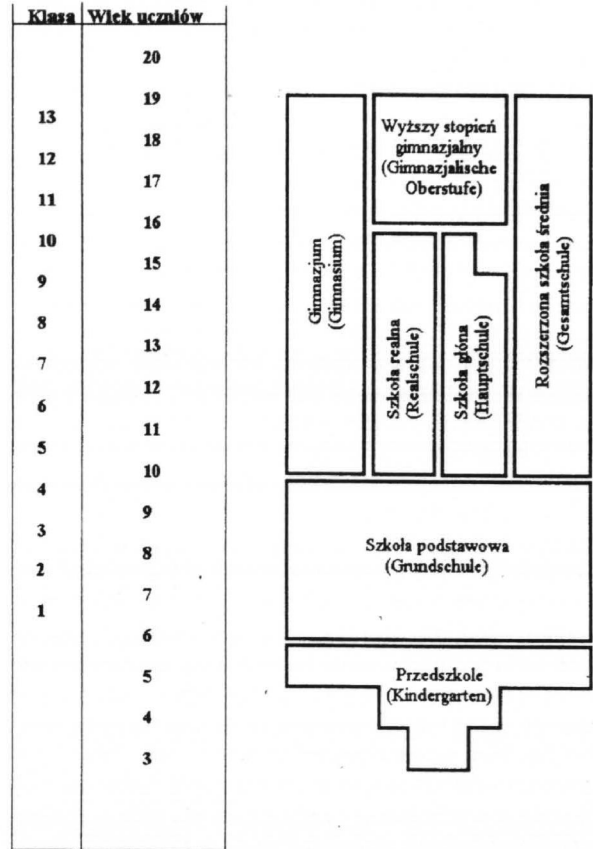 Klasa Wiek uczniów
20
19
13
18
12
17
11
16
10
15
9
14
8
13
7
12
6
11
5
10
4
9
3
8
2
7
1
6
5
4
3
Wyższy stopień
gimnazjalny
(Gimnazjalische
Oberstufe)
Gimnazjum
(Gimnasium)
Szkoła realna
(Realschule)
Szkoła głóna
(Hauptschule)
Rozszerzona szkoła średnia
(Gesamtschule)
Szkoła podstawowa
(Grundschule)
Przedszkole
(Kindergarten)